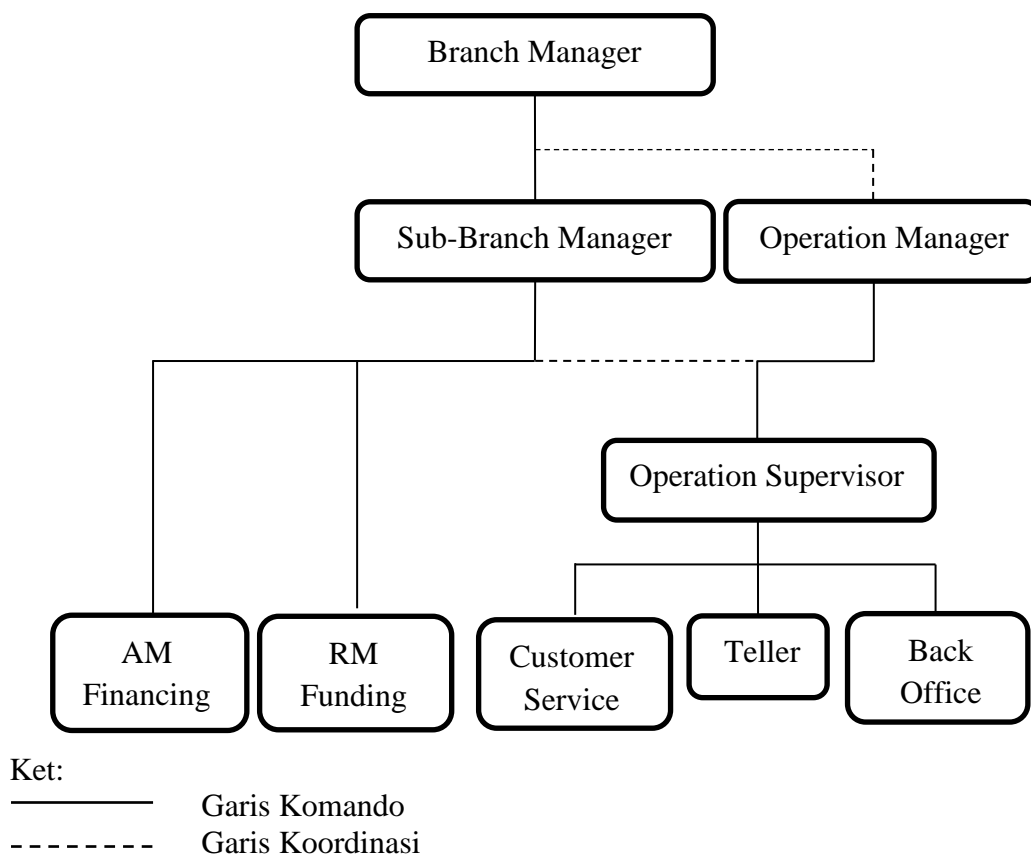 Branch Manager
Sub-Branch Manager
Operation Manager
Operation Supervisor
AM
Financing
RM
Funding
Customer
Service
Teller
Back
Office
Ket:
Garis Komando
Garis Koordinasi